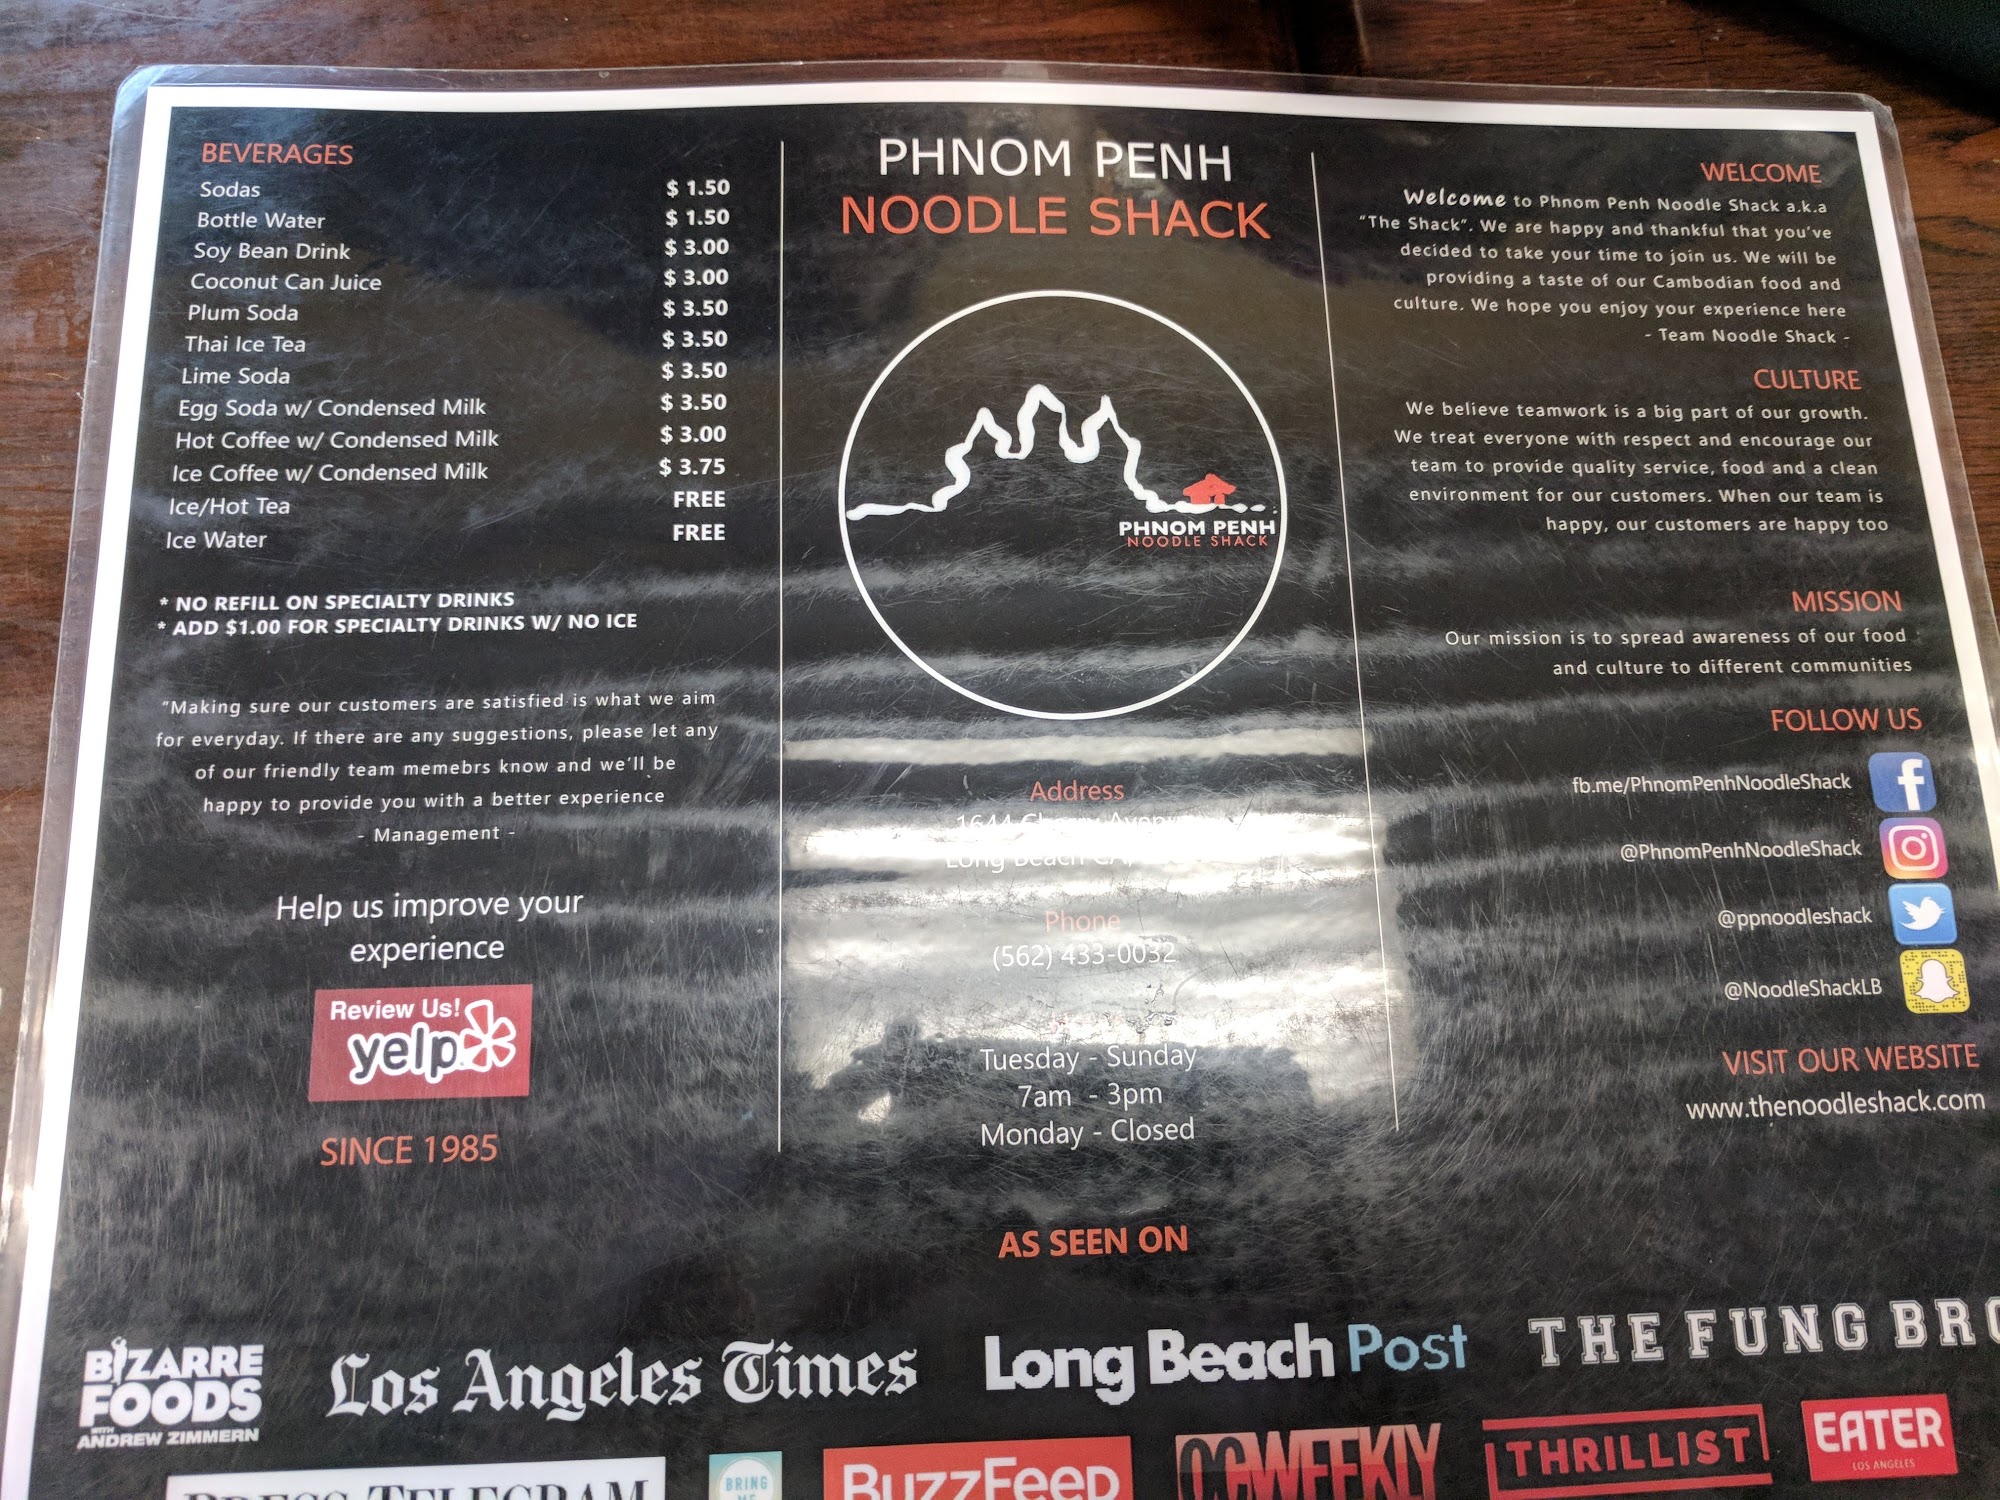 BEVERAGES
Sodas $ 1.50
Bottle Water $ 1.50
Soy Bean Drink $ 3.00
Coconut Can Juice $ 3.00
Plum Soda $ 3.50
Thai Ice Tea $ 3.50
Lime Soda $ 3.50
Egg Soda w/ Condensed Milk $ 3.50
Hot Coffee w/ Condensed Milk $ 3.00
Ice Coffee w/ Condensed Milk $ 3.75
Ice/Hot Tea FREE
Ice Water FREE
* NO REFILL ON SPECIALTY DRINKS
* ADD $1.00 FOR SPECIALTY DRINKS W/ NO ICE
"Making sure our customers are satisfied is what we aim
for everyday. If there are any suggestions, please let any
of our friendly team memebrs know and we'll be
happy to provide you with a better experience
- Management -
Help us improve your
experience
Review Us!
yelp
SINCE 1985
PHNOM PENH
NOODLE SHACK
PHNOM PENH
NOODLE SHACK
Address
1644 Cherry Avenue
Long Beach CA,
Phone
(562) 433-0032
Tuesday - Sunday
7am - 3pm
Monday - Closed
WELCOME
Welcome to Phnom Penh Noodle Shack a.k.a
"The Shack". We are happy and thankful that you've
decided to take your time to join us. We will be
providing a taste of our Cambodian food and
culture. We hope you enjoy your experience here
- Team Noodle Shack -
CULTURE
We believe teamwork is a big part of our growth.
We treat everyone with respect and encourage our
team to provide quality service, food and a clean
environment for our customers. When our team is
happy, our customers are happy too
MISSION
Our mission is to spread awareness of our food
and culture to different communities
FOLLOW US
fb.me/PhnomPenhNoodleShack
@PhnomPenhNoodleShack
@ppnoodleshack
@NoodleShackLB
VISIT OUR WEBSITE
www.thenoodleshack.com
AS SEEN ON
BIZARRE
FOODS
WITH
ANDREW ZIMMERN
Los Angeles Times
Long Beach Post
THE FUNG BRO
PRESS-TELEGRAM
BRING
ME
BuzzFeed
OCWEEKLY
THRILLIST
EATER
LOS ANGELES